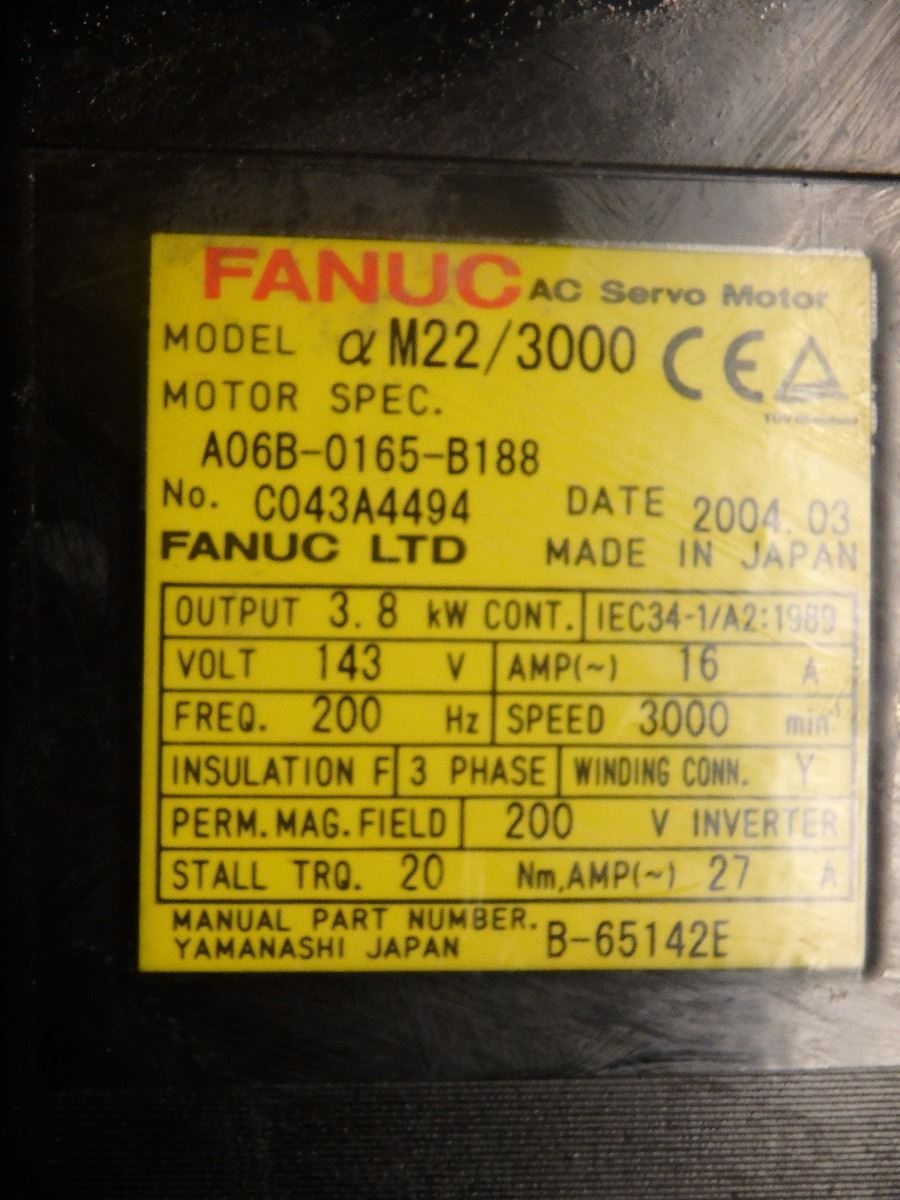 FANUC AC Servo Motor
MODEL αM22/3000 CE
MOTOR SPEC.
A06B-0165-B188
No. C043A4494 DATE 2004.03
FANUC LTD MADE IN JAPAN
OUTPUT 3.8 kW CONT. IEC34-1/A2:1989
VOLT 143 V AMP(~) 16 A
FREQ. 200 Hz SPEED 3000 min
INSULATION F 3 PHASE WINDING CONN. Y
PERM. MAG. FIELD 200 V INVERTER
STALL TRQ. 20 Nm, AMP(~) 27 A
MANUAL PART NUMBER. B-65142E
YAMANASHI JAPAN